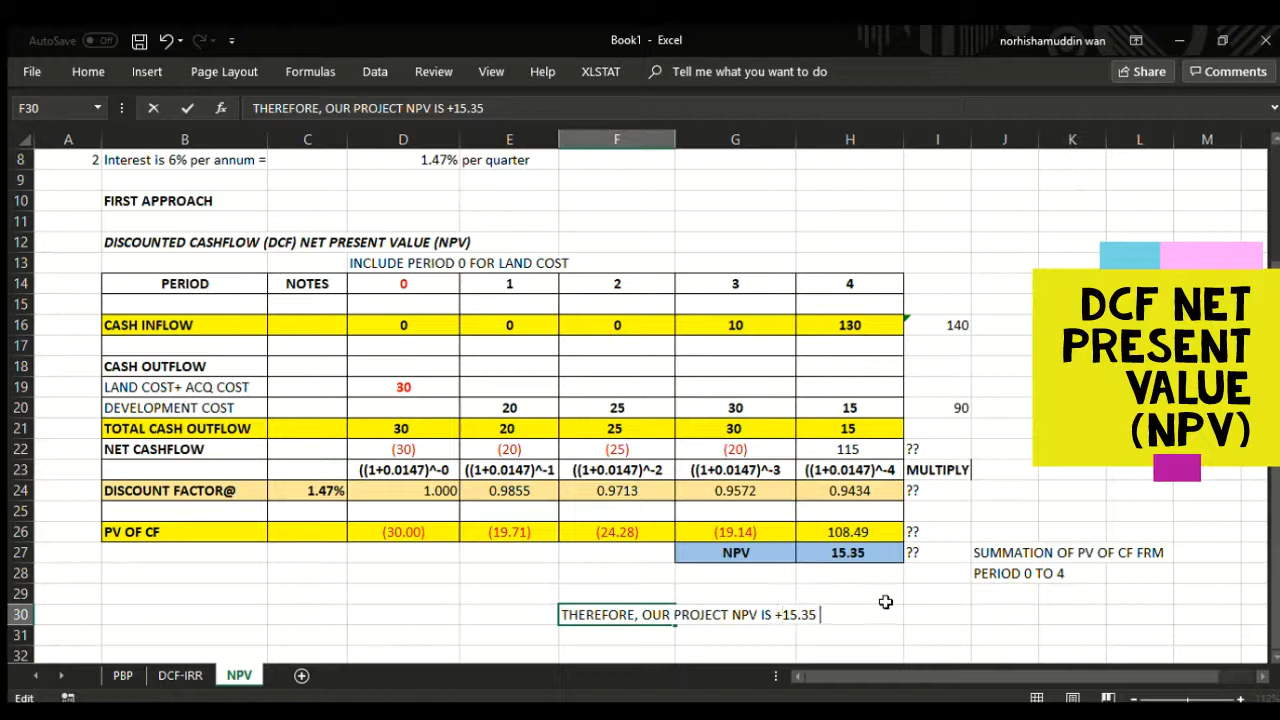 AutoSave Off
Book1 - Excel
norhishamuddin wan
File Home Insert Page Layout Formulas Data Review View Help XLSTAT Tell me what you want to do Share Comments
F30 fx THEREFORE, OUR PROJECT NPV IS +15.35
A B C D E F G H I J K L M
8 2 Interest is 6% per annum = 1.47% per quarter
9
10 FIRST APPROACH
11
12 DISCOUNTED CASHFLOW (DCF) NET PRESENT VALUE (NPV)
13 INCLUDE PERIOD 0 FOR LAND COST
14 PERIOD NOTES 0 1 2 3 4
15
16 CASH INFLOW 0 0 0 10 130 140
17
18 CASH OUTFLOW
19 LAND COST+ ACQ COST 30
20 DEVELOPMENT COST 20 25 30 15 90
21 TOTAL CASH OUTFLOW 30 20 25 30 15
22 NET CASHFLOW (30) (20) (25) (20) 115 ??
23 ((1+0.0147)^-0 ((1+0.0147)^-1 ((1+0.0147)^-2 ((1+0.0147)^-3 ((1+0.0147)^-4 MULTIPLY
24 DISCOUNT FACTOR@ 1.47% 1.000 0.9855 0.9713 0.9572 0.9434 ??
25
26 PV OF CF (30.00) (19.71) (24.28) (19.14) 108.49 ??
27 NPV 15.35 ?? SUMMATION OF PV OF CF FRM
28 PERIOD 0 TO 4
29
30 THEREFORE, OUR PROJECT NPV IS +15.35
31
32
PBP DCF-IRR NPV
Edit
DCF NET
PRESENT
VALUE
(NPV)